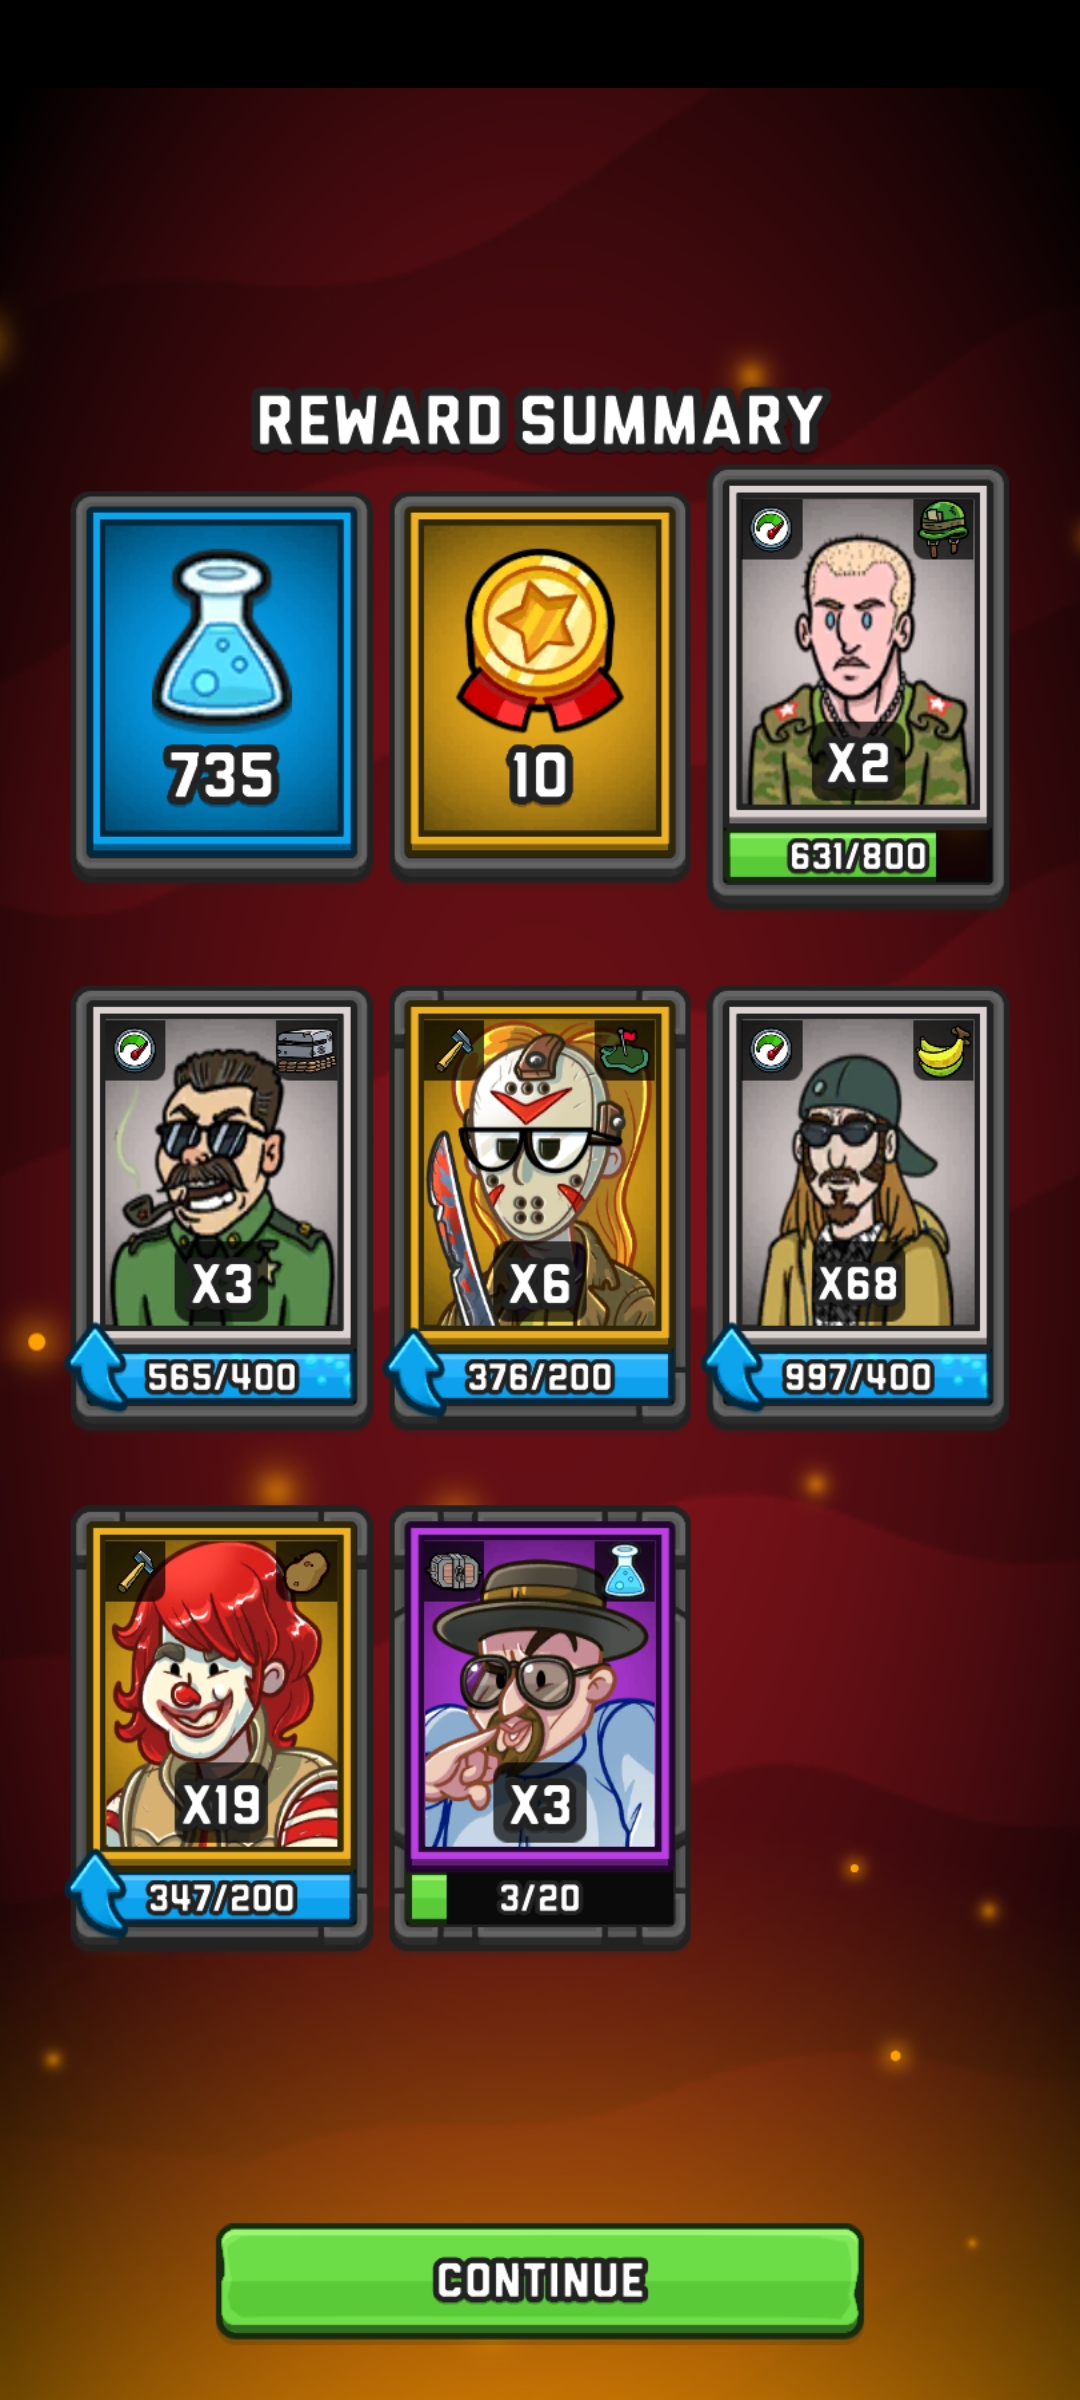 REWARD SUMMARY
735
10
X2
631/800
X3
565/400
X6
376/200
X68
997/400
X19
347/200
X3
3/20
CONTINUE